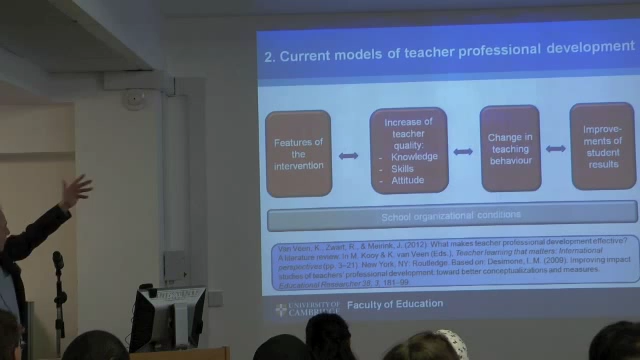 2. Current models of teacher professional development
Features of
the
intervention
Increase of
teacher
quality:
- Knowledge
- Skills
- Attitude
Change in
teaching
behaviour
Improve-
ments of
student
results
School organizational conditions
Van Veen, K., Zwart, R., & Meirink, J. (2012). What makes teacher professional development effective?
A literature review. In M. Kooy & K. van Veen (Eds.), Teacher learning that matters: International
perspectives (pp. 3–21). New York, NY: Routledge. Based on: Desimone, L. M. (2009). improving impact
studies of teachers' professional development: toward better conceptualizations and measures.
Educational Researcher 38, 3, 181–99.
UNIVERSITY OF
CAMBRIDGE
Faculty of Education